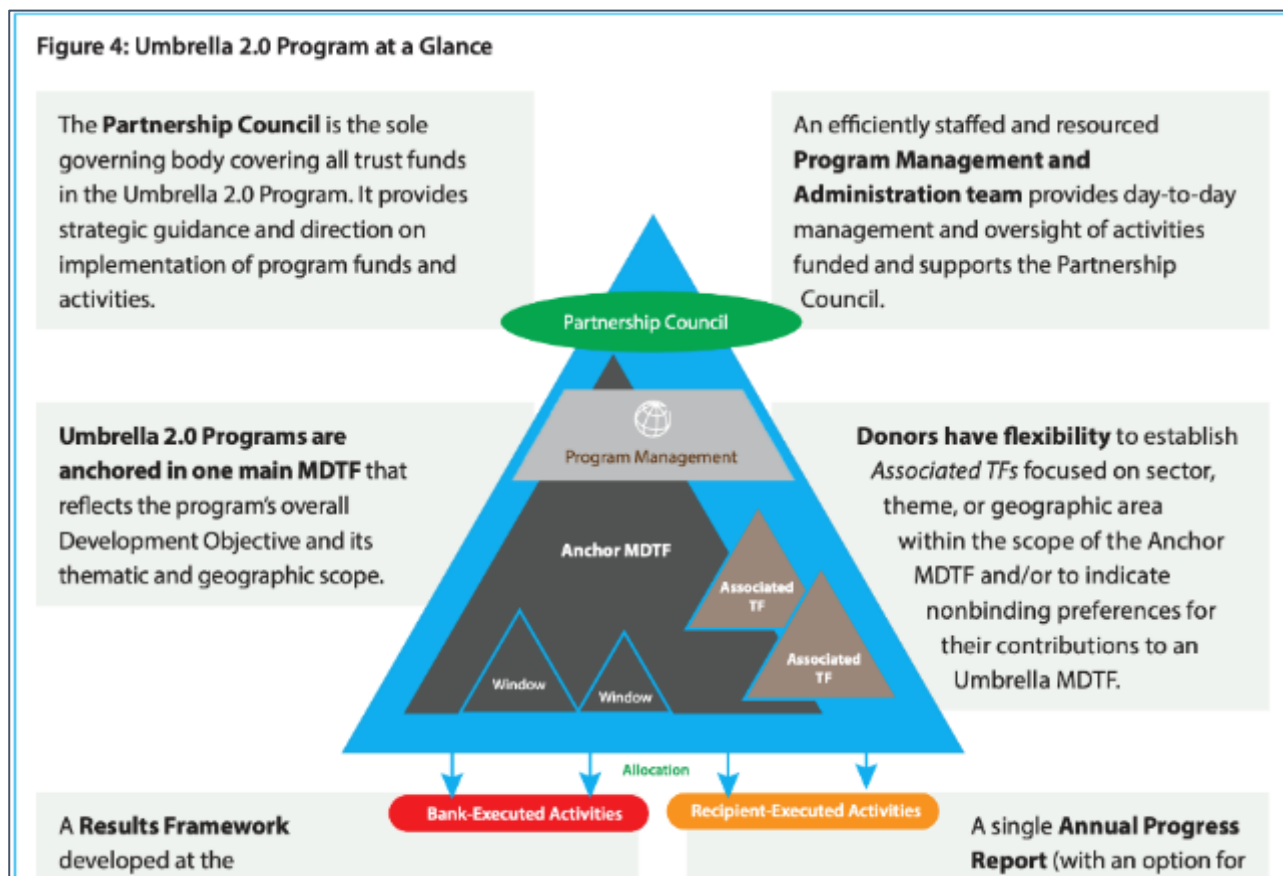 Figure 4: Umbrella 2.0 Program at a Glance
The Partnership Council is the sole
governing body covering all trust funds
in the Umbrella 2.0 Program. It provides
strategic guidance and direction on
implementation of program funds and
activities.
An efficiently staffed and resourced
Program Management and
Administration team provides day-to-day
management and oversight of activities
funded and supports the Partnership
Council.
Partnership Council
Umbrella 2.0 Programs are
anchored in one main MDTF that
reflects the program's overall
Development Objective and its
thematic and geographic scope.
Program Management
Anchor MDTF
Associated
TF
Associated
TF
Window
Window
Donors have flexibility to establish
Associated TFs focused on sector,
theme, or geographic area
within the scope of the Anchor
MDTF and/or to indicate
nonbinding preferences for
their contributions to an
Umbrella MDTF.
Allocation
Bank-Executed Activities
Recipient-Executed Activities
A Results Framework
developed at the
A single Annual Progress
Report (with an option for